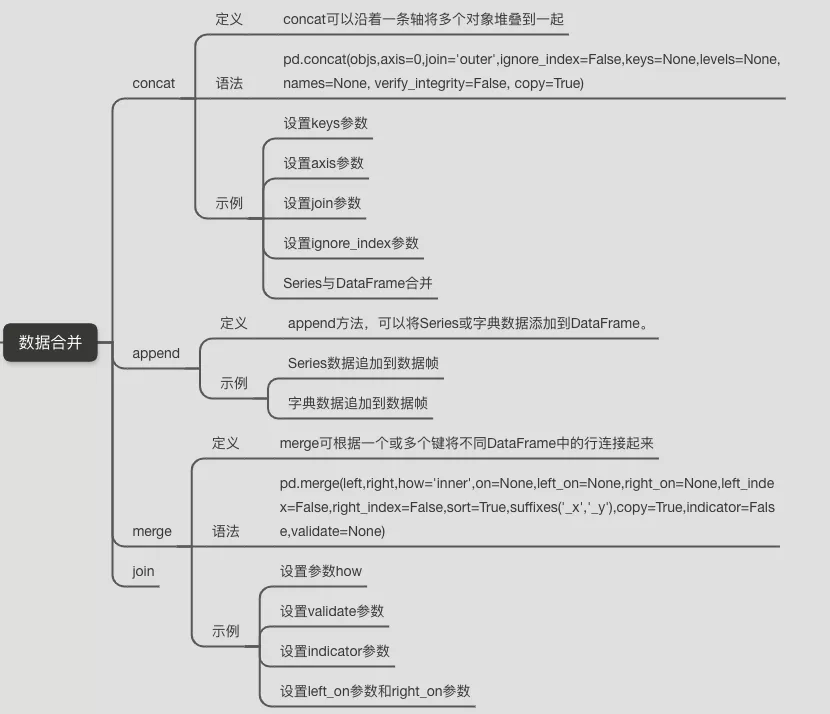 数据合并
concat
定义
concat可以沿着一条轴将多个对象堆叠到一起
语法
pd.concat(objs,axis=0,join='outer',ignore_index=False,keys=None,levels=None,
names=None, verify_integrity=False, copy=True)
示例
设置keys参数
设置axis参数
设置join参数
设置ignore_index参数
Series与DataFrame合并
append
定义
append方法，可以将Series或字典数据添加到DataFrame。
示例
Series数据追加到数据帧
字典数据追加到数据帧
merge
定义
merge可根据一个或多个键将不同DataFrame中的行连接起来
语法
pd.merge(left,right,how='inner',on=None,left_on=None,right_on=None,left_inde
x=False,right_index=False,sort=True,suffixes('_x','_y'),copy=True,indicator=Fals
e,validate=None)
示例
设置参数how
设置validate参数
设置indicator参数
设置left_on参数和right_on参数
join